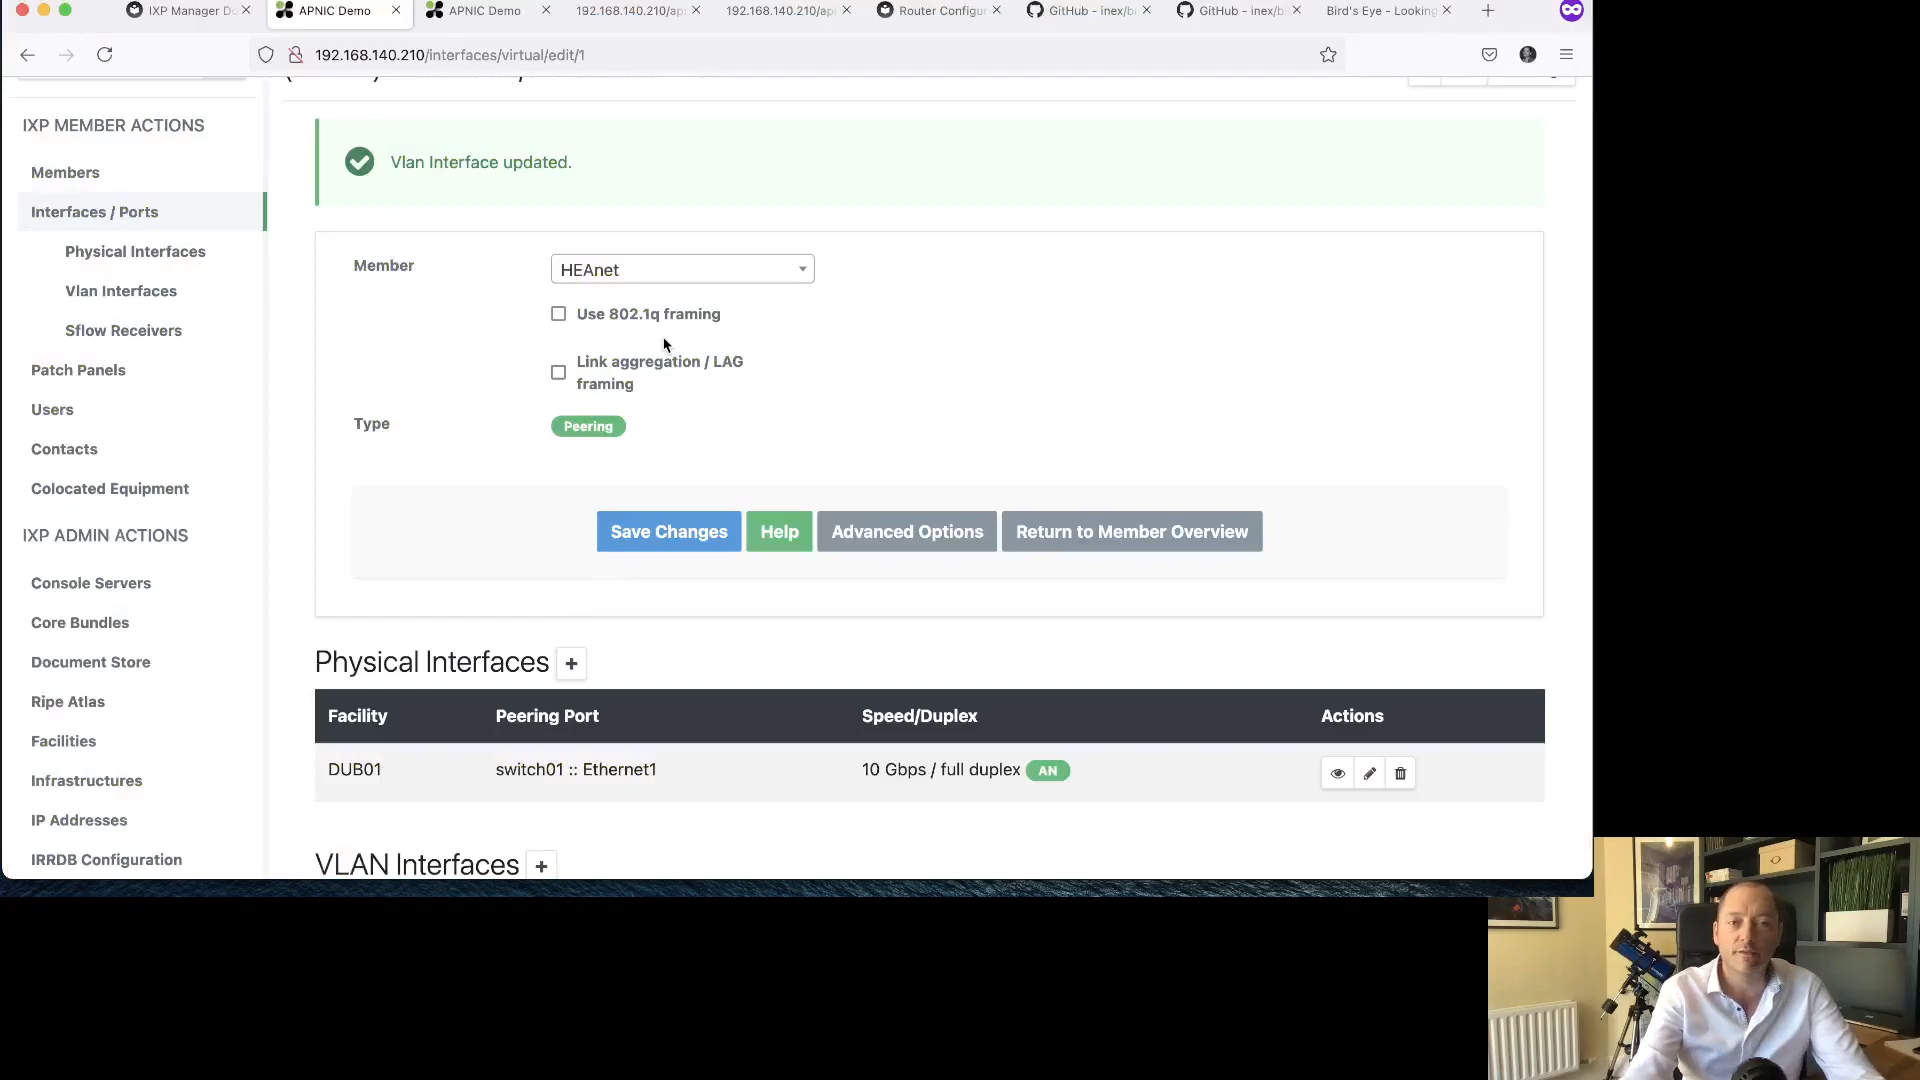 IXP Manager Do
APNIC Demo
APNIC Demo
192.168.140.210/ap
192.168.140.210/ap
Router Configur
GitHub - inex/bi
GitHub - inex/b
Bird's Eye - Looking
192.168.140.210/interfaces/virtual/edit/1
IXP MEMBER ACTIONS
Members
Interfaces / Ports
Physical Interfaces
Vlan Interfaces
Sflow Receivers
Patch Panels
Users
Contacts
Colocated Equipment
IXP ADMIN ACTIONS
Console Servers
Core Bundles
Document Store
Ripe Atlas
Facilities
Infrastructures
IP Addresses
IRRDB Configuration
Vlan Interface updated.
Member
HEAnet
Use 802.1q framing
Link aggregation / LAG
framing
Type
Peering
Save Changes
Help
Advanced Options
Return to Member Overview
Physical Interfaces +
Facility
Peering Port
Speed/Duplex
Actions
DUB01
switch01 :: Ethernet1
10 Gbps / full duplex AN
VLAN Interfaces +